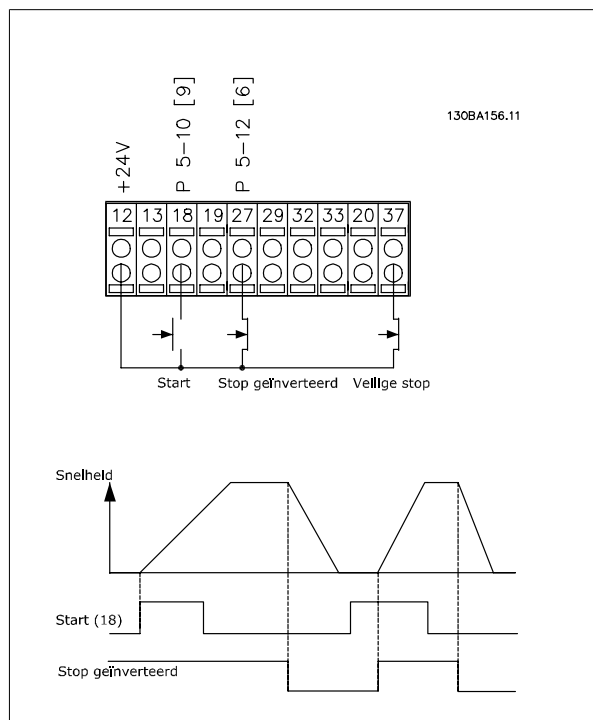 +24V
P 5-10 [9]
P 5-12 [6]
130BA156.11
12 13 18 19 27 29 32 33 20 37
Start
Stop geïnverteerd
Veilige stop
Snelheid
Start (18)
Stop geïnverteerd